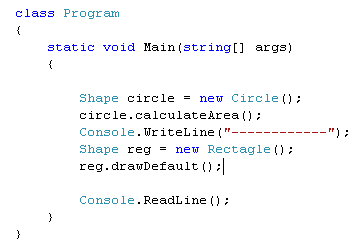 class Program
{
static void Main(string[] args)
{
Shape circle = new Circle();
circle.calculateArea();
Console.WriteLine("------------");
Shape reg = new Rectagle();
reg.drawDefault();
Console.ReadLine();
}
}